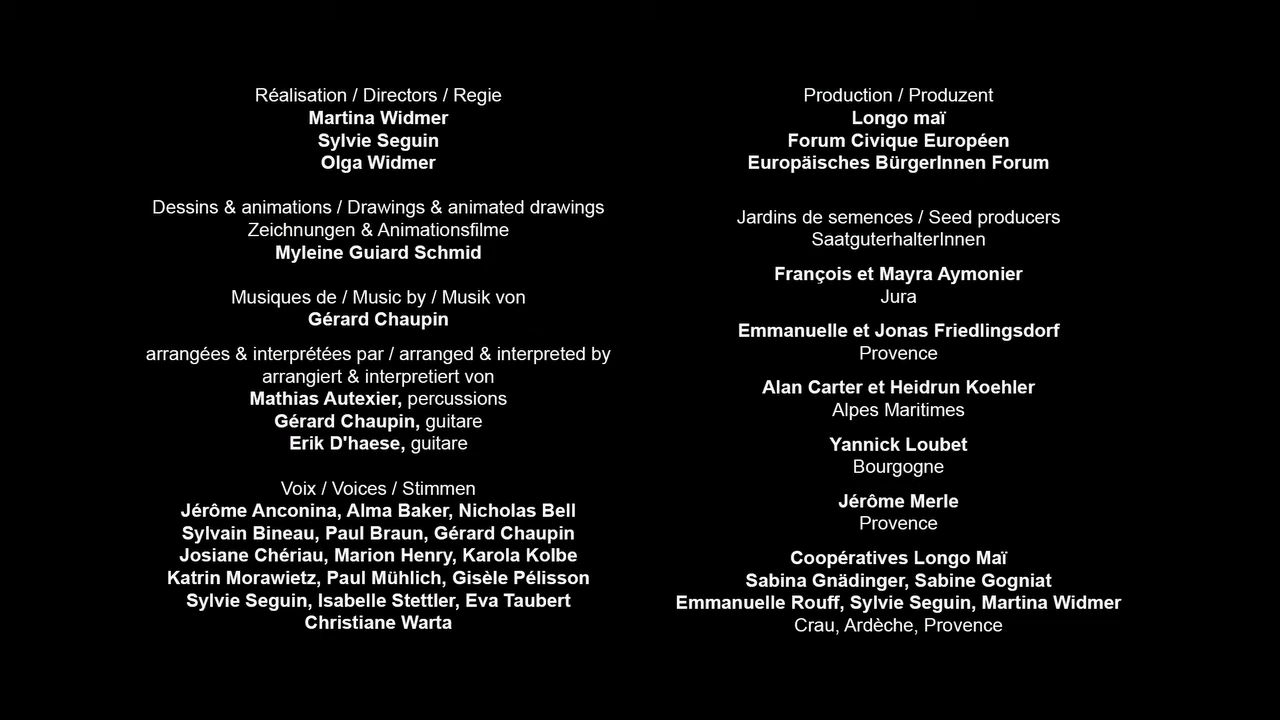 Réalisation / Directors / Regie
Martina Widmer
Sylvie Seguin
Olga Widmer
Dessins & animations / Drawings & animated drawings
Zeichnungen & Animationsfilme
Myleine Guiard Schmid
Musiques de / Music by / Musik von
Gérard Chaupin
arrangées & interprétées par / arranged & interpreted by
arrangiert & interpretiert von
Mathias Autexier, percussions
Gérard Chaupin, guitare
Erik D'haese, guitare
Voix / Voices / Stimmen
Jérôme Anconina, Alma Baker, Nicholas Bell
Sylvain Bineau, Paul Braun, Gérard Chaupin
Josiane Chériau, Marion Henry, Karola Kolbe
Katrin Morawietz, Paul Mühlich, Gisèle Pélisson
Sylvie Seguin, Isabelle Stettler, Eva Taubert
Christiane Warta
Production / Produzent
Longo maï
Forum Civique Européen
Europäisches BürgerInnen Forum
Jardins de semences / Seed producers
SaatguterhalterInnen
François et Mayra Aymonier
Jura
Emmanuelle et Jonas Friedlingsdorf
Provence
Alan Carter et Heidrun Koehler
Alpes Maritimes
Yannick Loubet
Bourgogne
Jérôme Merle
Provence
Coopératives Longo Maï
Sabina Gnädinger, Sabine Gogniat
Emmanuelle Rouff, Sylvie Seguin, Martina Widmer
Crau, Ardèche, Provence